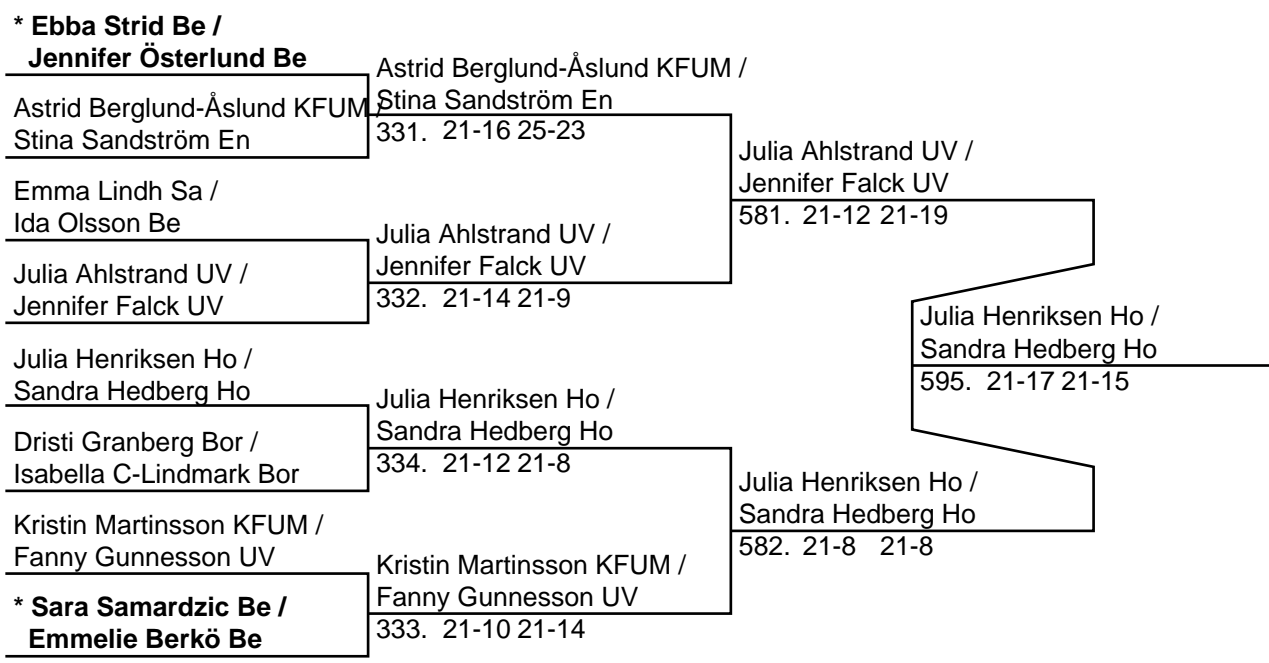 * Ebba Strid Be /
Jennifer Österlund Be
Astrid Berglund-Åslund KFUM /
Stina Sandström En
Emma Lindh Sa /
Ida Olsson Be
Julia Ahlstrand UV /
Jennifer Falck UV
Julia Henriksen Ho /
Sandra Hedberg Ho
Dristi Granberg Bor /
Isabella C-Lindmark Bor
Kristin Martinsson KFUM /
Fanny Gunnesson UV
* Sara Samardzic Be /
Emmelie Berkö Be
Astrid Berglund-Åslund KFUM /
Stina Sandström En
331. 21-16 25-23
Julia Ahlstrand UV /
Jennifer Falck UV
332. 21-14 21-9
Julia Henriksen Ho /
Sandra Hedberg Ho
334. 21-12 21-8
Kristin Martinsson KFUM /
Fanny Gunnesson UV
333. 21-10 21-14
Julia Ahlstrand UV /
Jennifer Falck UV
581. 21-12 21-19
Julia Henriksen Ho /
Sandra Hedberg Ho
582. 21-8 21-8
Julia Henriksen Ho /
Sandra Hedberg Ho
595. 21-17 21-15